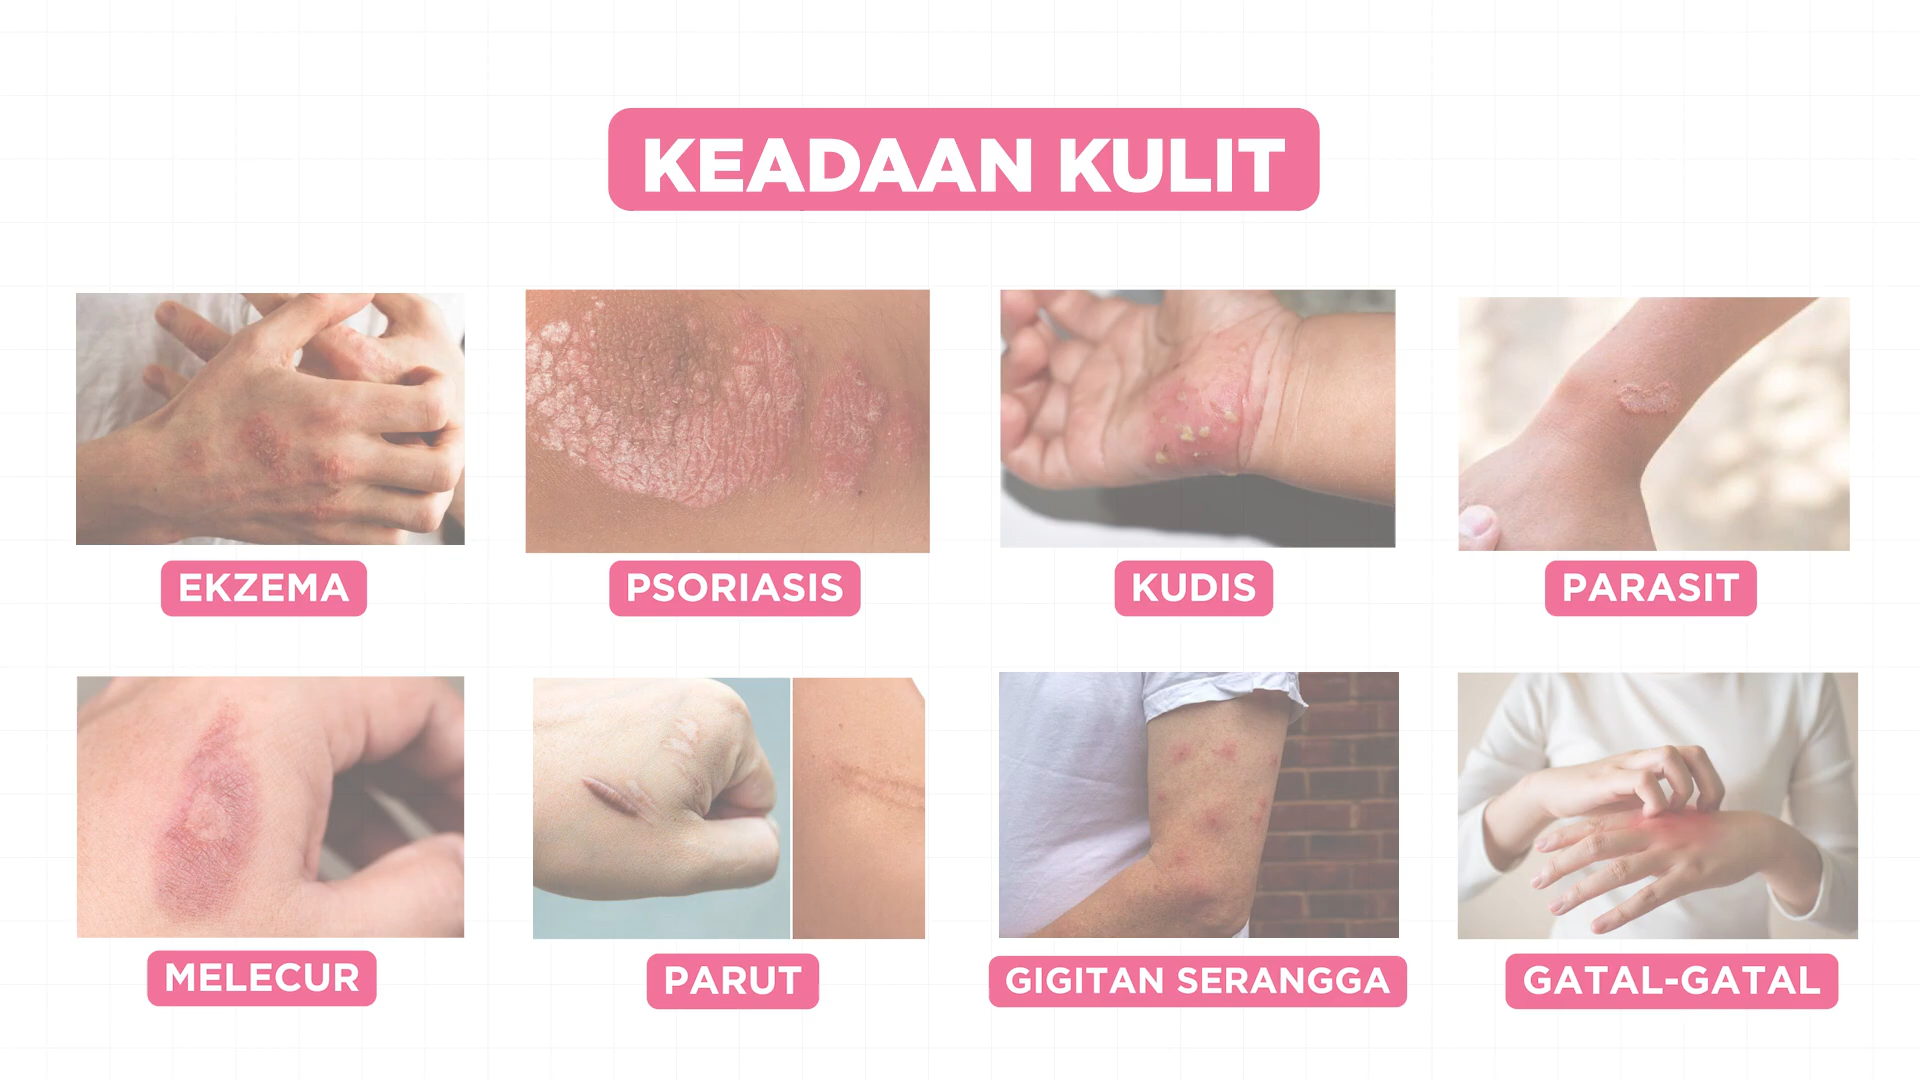 KEADAAN KULIT
EKZEMA
PSORIASIS
KUDIS
PARASIT
MELECUR
PARUT
GIGITAN SERANGGA
GATAL-GATAL